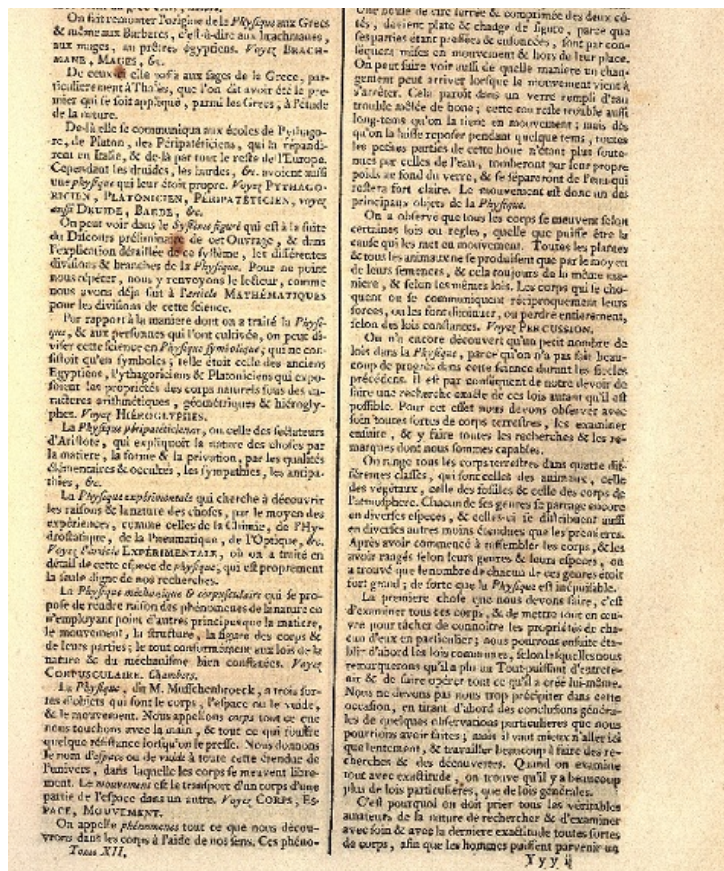 On fait remonter l'origine de la Physique aux Grecs
& même aux Barbares, c'est-à-dire aux brachmanes,
aux mages, au prêtres égyptiens. Voyez BRACH-
MANE, MAGES, &c.
De ceux ci elle passa aux sages de la Grece, par-
ticulierement à Thalès, que l'on dit avoir été le pre-
mier qui se soit appliqué, parmi les Grecs, à l'étude
de la nature.
De-là elle se communiqua aux écoles de Pythago-
re, de Platon, des Péripatéticiens, qui la répandi-
rent en Italie, & de-là par tout le reste de l'Europe.
Cependant les druides, les bardes, &c. avoient aussi
une physique qui leur étoit propre. Voyez PYTHAGO-
RICIEN, PLATONICIEN, PÉRIPATÉTICIEN, voyez
aussi DRUIDE, BARDE, &c.
On peut voir dans le Système figuré qui est à la suite
du Discours préliminaire de cet Ouvrage, & dans
l'explication détaillée de ce système, les différentes
divisions & branches de la Physique. Pour ne point
nous répéter, nous y renvoyons le lecteur, comme
nous avons déja fait à l'article MATHÉMATIQUES
pour les divisions de cette science.
Par rapport à la maniere dont on a traité la Physi-
que, & aux personnes qui l'ont cultivée, on peut di-
viser cette science en Physique symbolique; qui ne con-
sistoit qu'en symboles; telle étoit celle des anciens
Egyptiens, Pythagoriciens & Platoniciens qui expo-
soient les propriétés des corps naturels sous des ca-
racteres arithmétiques, géométriques & hiérogly-
phes. Voyez HIÉROGLYPHES.
La Physique péripatéticienne, ou celle des sectateurs
d'Aristote, qui expliquoit la nature des choses par
la matiere, la forme & la privation, par les qualités
élémentaires & occultes, les sympathies, les antipa-
thies, &c.
La Physique expérimentale qui cherche à découvrir
les raisons & la nature des choses, par le moyen des
expériences, comme celles de la Chimie, de l'Hy-
drostatique, de la Pneumatique, de l'Optique, &c.
Voyez l'article EXPÉRIMENTALE, où on a traité en
détail de cette espece de physique, qui est proprement
la seule digne de nos recherches.
La Physique méchanique & corpusculaire qui se pro-
pose de rendre raison des phénomenes de la nature en
n'employant point d'autres principes que la matiere,
le mouvement, la structure, la figure des corps &
de leurs parties; le tout conformément aux lois de la
nature & du méchanisme bien constatées. Voyez
CORPUSCULAIRE. Chambers.
La Physique, dit M. Musschenbroeck, a trois sor-
tes d'objets qui sont le corps, l'espace ou le vuide,
& le mouvement. Nous appellons corps tout ce que
nous touchons avec la main, & tout ce qui souffre
quelque résistance lorsqu'on le presse. Nous donnons
le nom d'espace ou de vuide à toute cette étendue de
l'univers, dans laquelle les corps se meuvent libre-
ment. Le mouvement est le transport d'un corps d'une
partie de l'espace dans un autre. Voyez CORPS, ES-
PACE, MOUVEMENT.
On appelle phénomenes tout ce que nous décou-
vrons dans les corps à l'aide de nos sens. Ces phéno-
Tome XII.
Une boule de cire serrée & comprimée des deux cô-
tés, devient plate & change de figure, parce que
ses parties étant pressées & enfoncées, sont par con-
séquent mises en mouvement & hors de leur place.
On peut faire voir aussi de quelle maniere un chan-
gement peut arriver lorsque le mouvement vient à
s'arrêter. Cela paroît dans un verre rempli d'eau
trouble mêlée de boue; cette eau reste trouble aussi
long-tems qu'on la tient en mouvement; mais dès
qu'on la laisse reposer pendant quelque tems, toutes
les petites parties de cette boue n'étant plus soute-
nues par celles de l'eau, tomberont par leur propre
poids au fond du verre, & se sépareront de l'eau qui
restera fort claire. Le mouvement est donc un des
principaux objets de la Physique.
On a observé que tous les corps se meuvent selon
certaines lois ou regles, quelle que puisse être la
cause qui les met en mouvement. Toutes les plantes
& tous les animaux ne se produisent que par le moyen
de leurs semences, & cela toujours de la même ma-
niere, & selon les mêmes lois. Les corps qui se cho-
quent ou se communiquent réciproquement leurs
forces, ou les font diminuer, ou perdre entierement,
selon des lois constances. Voyez PERCUSSION.
On n'a encore découvert qu'un petit nombre de
lois dans la Physique, parce qu'on n'a pas fait beau-
coup de progrès dans cette science durant les siecles
précédens. Il est par conséquent de notre devoir de
faire une recherche exacte de ces lois autant qu'il est
possible. Pour cet effet nous devons observer avec
soin toutes sortes de corps terrestres, les examiner
ensuite, & y faire toutes les recherches & les re-
marques dont nous sommes capables.
On range tous les corps terrestres dans quatre dif-
férentes classes, qui sont celles des animaux, celle
des végétaux, celle des fossiles & celle des corps de
l'atmosphere. Chacun de ses genres se partage encore
en diverses especes, & celles-ci se distribuent aussi
en diverses autres moins étendues que les premieres.
Après avoir commencé à rassembler les corps, & les
avoir rangés selon leurs genres & leurs especes, on
a trouvé que le nombre de chacun de ces genres étoit
fort grand; de sorte que la Physique est inépuisable.
La premiere chose que nous devons faire, c'est
d'examiner tous ces corps, & de mettre tout en œu-
vre pour tâcher de connoître les propriétés de cha-
cun d'eux en particulier; nous pourrons ensuite éta-
blir d'abord les lois communes, selon lesquelles nous
remarquerons qu'il a plu au Tout-puissant d'entrete-
nir & de faire opérer tout ce qu'il a créé lui-même.
Nous ne devons pas nous trop précipiter dans cette
occasion, en tirant d'abord des conclusions généra-
les de quelques observations particulieres que nous
pourrions avoir faites; mais il vaut mieux n'aller ici
que lentement, & travailler beaucoup à faire des re-
cherches & des découvertes. Quand on examine
tout avec exactitude, on trouve qu'il y a beaucoup
plus de lois particulieres, que de lois générales.
C'est pourquoi on doit prier tous les véritables
amateurs de la nature de rechercher & d'examiner
avec soin & avec la derniere exactitude toutes sortes
de corps, afin que les hommes puissent parvenir un
Yyy ij